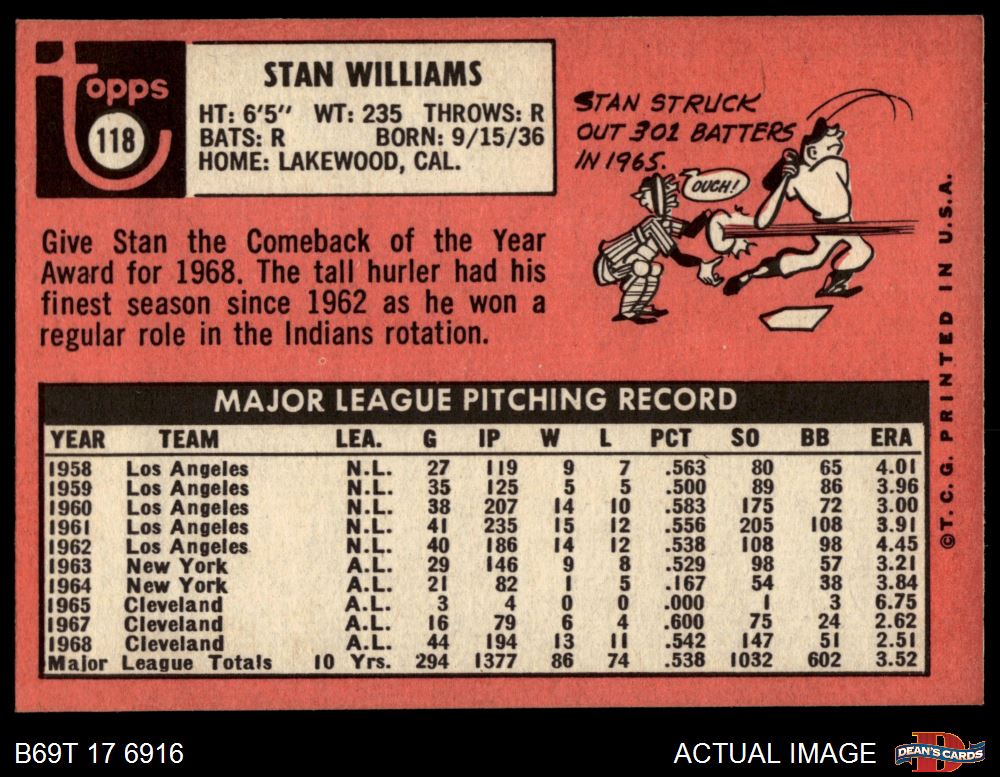 topps
118
STAN WILLIAMS
HT: 6'5" WT: 235 THROWS: R
BATS: R BORN: 9/15/36
HOME: LAKEWOOD, CAL.
STAN STRUCK
OUT 301 BATTERS
IN 1965.
OUCH!
Give Stan the Comeback of the Year
Award for 1968. The tall hurler had his
finest season since 1962 as he won a
regular role in the Indians rotation.
©T.C.G. PRINTED IN U.S.A.
MAJOR LEAGUE PITCHING RECORD
YEAR TEAM LEA. G IP W L PCT SO BB ERA
1958 Los Angeles N.L. 27 119 9 7 .563 80 65 4.01
1959 Los Angeles N.L. 35 125 5 5 .500 89 86 3.96
1960 Los Angeles N.L. 38 207 14 10 .583 175 72 3.00
1961 Los Angeles N.L. 41 235 15 12 .556 205 108 3.91
1962 Los Angeles N.L. 40 186 14 12 .538 108 98 4.45
1963 New York A.L. 29 146 9 8 .529 98 57 3.21
1964 New York A.L. 21 82 1 5 .167 54 38 3.84
1965 Cleveland A.L. 3 4 0 0 .000 1 3 6.75
1967 Cleveland A.L. 16 79 6 4 .600 75 24 2.62
1968 Cleveland A.L. 44 194 13 11 .542 147 51 2.51
Major League Totals 10 Yrs. 294 1377 86 74 .538 1032 602 3.52
B69T 17 6916
ACTUAL IMAGE
D
DEAN'S CARDS